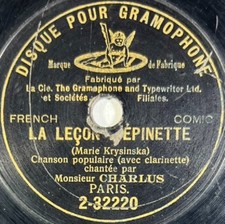 DISQUE POUR GRAMOPHONE
Marque de Fabrique
Fabriqué par
La Cie. The Gramophone and Typewriter Ltd.
et Sociétés Filiales.
FRENCH COMIC
LA LEÇON ÉPINETTE
(Marie Krysinska)
Chanson populaire (avec clarinette)
chantée par
Monsieur CHARLUS
PARIS.
2-32220